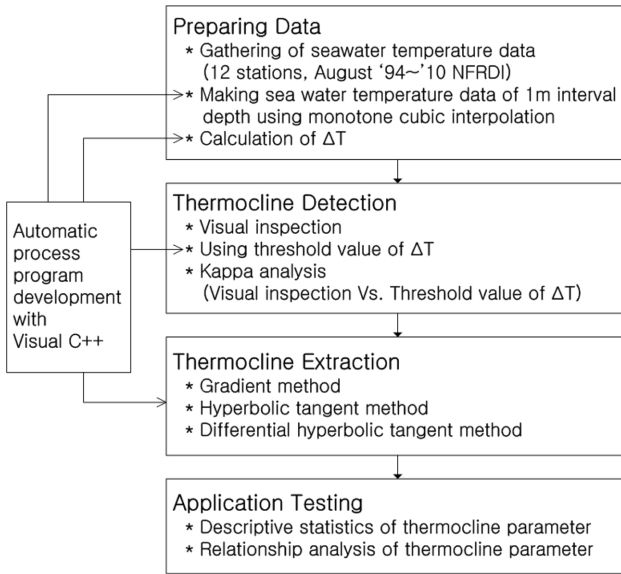 Preparing Data
* Gathering of seawater temperature data
(12 stations, August ‘94~’10 NFRDI)
* Making sea water temperature data of 1m interval
depth using monotone cubic interpolation
* Calculation of ΔT
Thermocline Detection
* Visual inspection
* Using threshold value of ΔT
* Kappa analysis
(Visual inspection Vs. Threshold value of ΔT)
Automatic
process
program
development
with
Visual C++
Thermocline Extraction
* Gradient method
* Hyperbolic tangent method
* Differential hyperbolic tangent method
Application Testing
* Descriptive statistics of thermocline parameter
* Relationship analysis of thermocline parameter